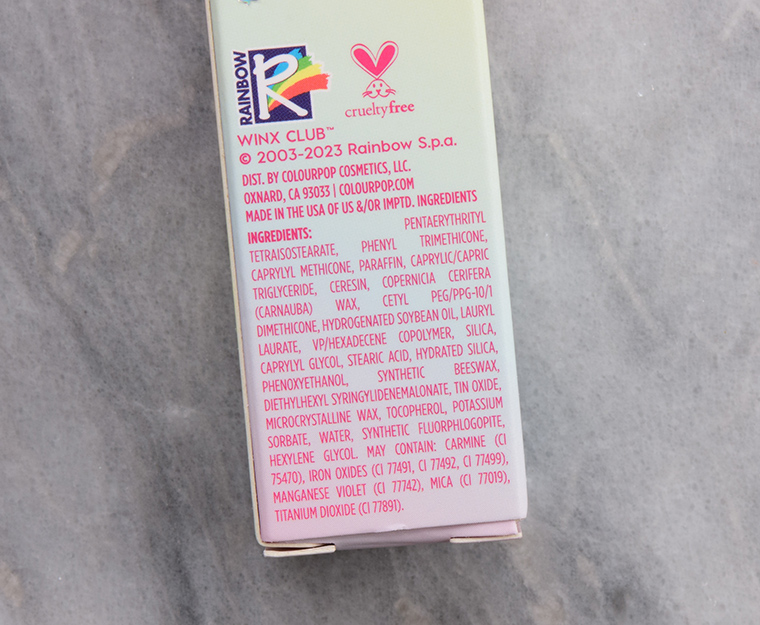 RAINBOW
R
crueltyfree
WINX CLUB™
© 2003-2023 Rainbow S.p.a.
DIST. BY COLOURPOP COSMETICS, LLC.
OXNARD, CA 93033 | COLOURPOP.COM
MADE IN THE USA OF US &/OR IMPTD. INGREDIENTS
INGREDIENTS: PENTAERYTHRITYL
TETRAISOSTEARATE, PHENYL TRIMETHICONE,
CAPRYLYL METHICONE, PARAFFIN, CAPRYLIC/CAPRIC
TRIGLYCERIDE, CERESIN, COPERNICIA CERIFERA
(CARNAUBA) WAX, CETYL PEG/PPG-10/1
DIMETHICONE, HYDROGENATED SOYBEAN OIL, LAURYL
LAURATE, VP/HEXADECENE COPOLYMER, SILICA,
CAPRYLYL GLYCOL, STEARIC ACID, HYDRATED SILICA,
PHENOXYETHANOL, SYNTHETIC BEESWAX,
DIETHYLHEXYL SYRINGYLIDENEMALONATE, TIN OXIDE,
MICROCRYSTALLINE WAX, TOCOPHEROL, POTASSIUM
SORBATE, WATER, SYNTHETIC FLUORPHLOGOPITE,
HEXYLENE GLYCOL. MAY CONTAIN: CARMINE (CI
75470), IRON OXIDES (CI 77491, CI 77492, CI 77499),
MANGANESE VIOLET (CI 77742), MICA (CI 77019),
TITANIUM DIOXIDE (CI 77891).